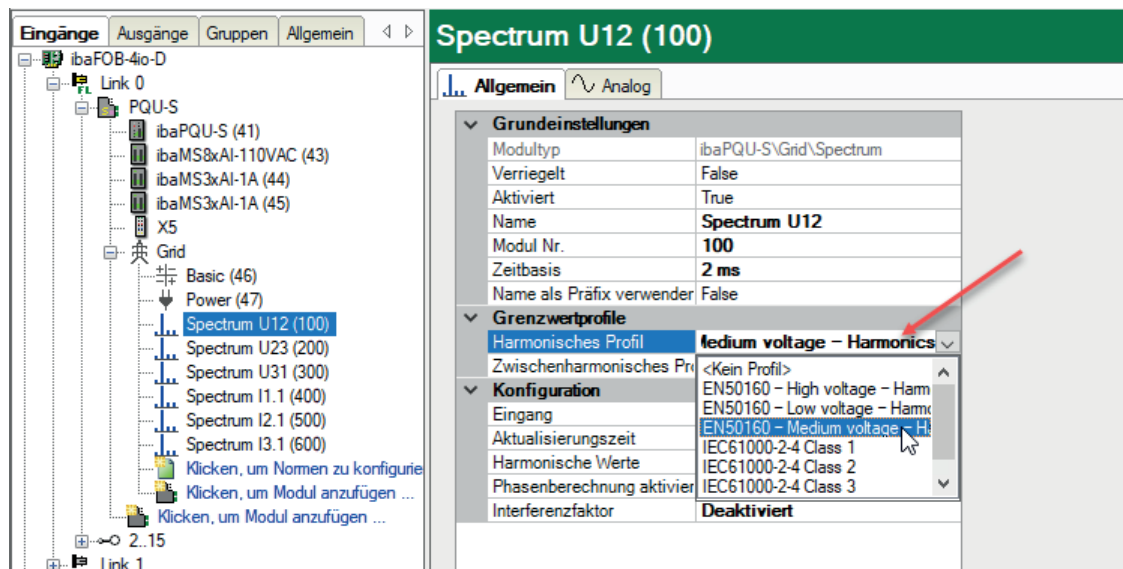 Eingänge Ausgänge Gruppen Allgemein
ibaFOB-4io-D
Link 0
PQU-S
ibaPQU-S (41)
ibaMS8xAI-110VAC (43)
ibaMS3xAI-1A (44)
ibaMS3xAI-1A (45)
X5
Grid
Basic (46)
Power (47)
Spectrum U12 (100)
Spectrum U23 (200)
Spectrum U31 (300)
Spectrum I1.1 (400)
Spectrum I2.1 (500)
Spectrum I3.1 (600)
Klicken, um Normen zu konfigurie
Klicken, um Modul anzufügen ...
Klicken, um Modul anzufügen ...
2..15
Link 1
Spectrum U12 (100)
Allgemein Analog
Grundeinstellungen
Modultyp ibaPQU-S\Grid\Spectrum
Verriegelt False
Aktiviert True
Name Spectrum U12
Modul Nr. 100
Zeitbasis 2 ms
Name als Präfix verwender False
Grenzwertprofile
Harmonisches Profil Medium voltage – Harmonics
Zwischenharmonisches Pr
<Kein Profil>
EN50160 – High voltage – Harm
EN50160 – Low voltage – Harmo
EN50160 – Medium voltage – Ha
IEC61000-2-4 Class 1
IEC61000-2-4 Class 2
IEC61000-2-4 Class 3
Konfiguration
Eingang
Aktualisierungszeit
Harmonische Werte
Phasenberechnung aktivier
Interferenzfaktor Deaktiviert